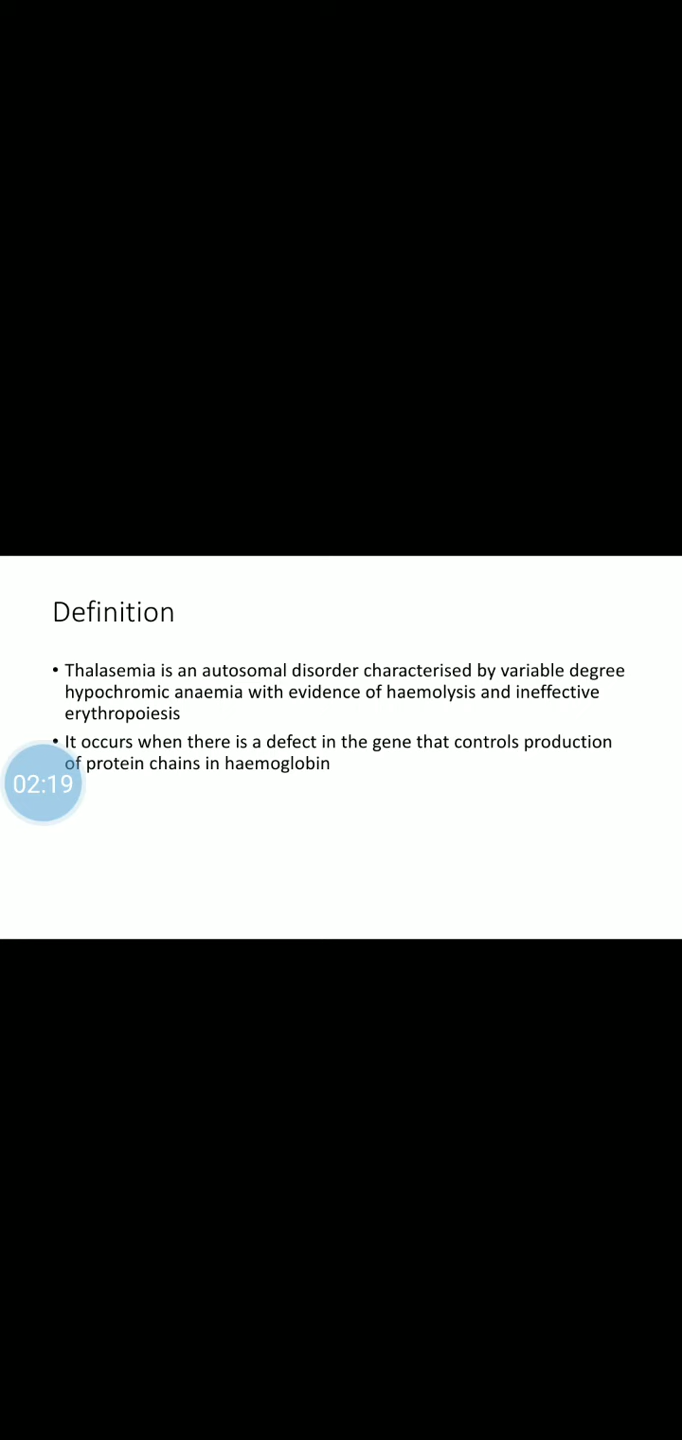 Definition
• Thalasemia is an autosomal disorder characterised by variable degree
hypochromic anaemia with evidence of haemolysis and ineffective
erythropoiesis
• It occurs when there is a defect in the gene that controls production
of protein chains in haemoglobin
02:19